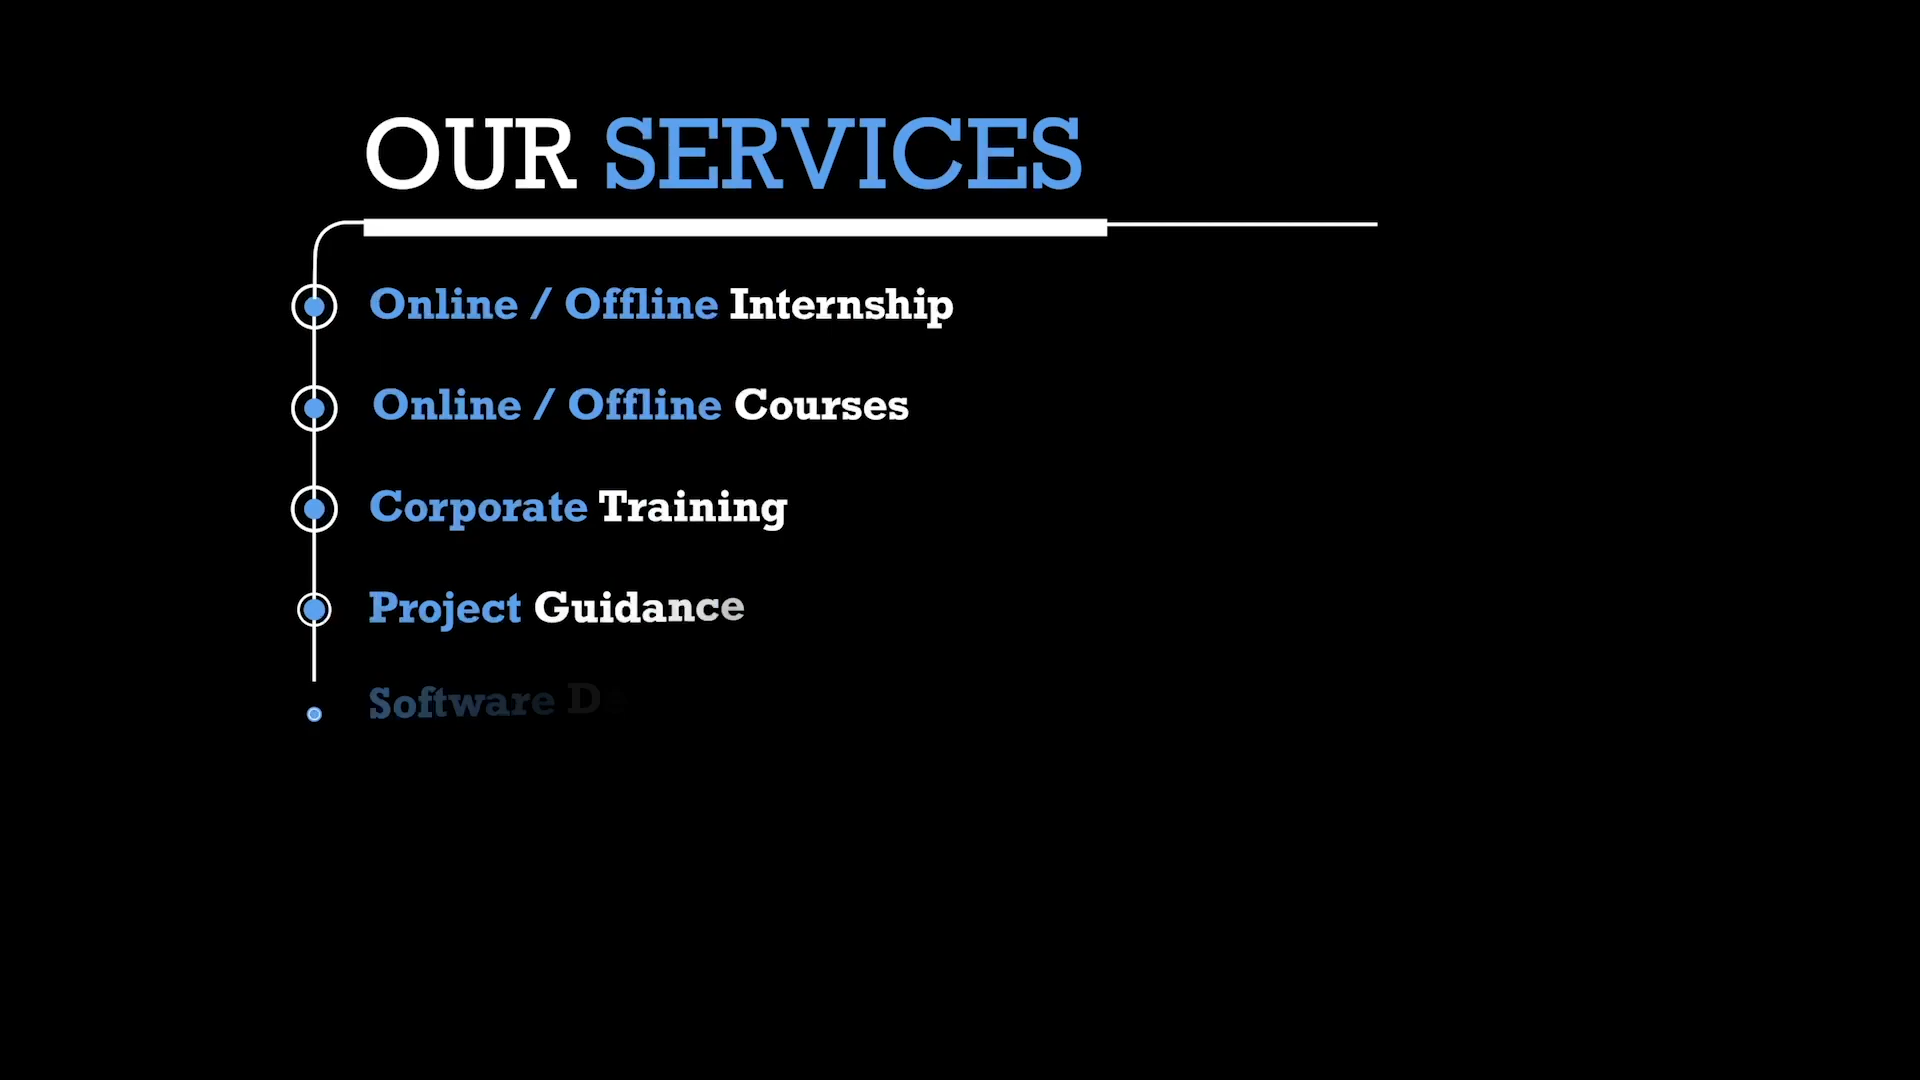 OUR SERVICES
Online / Offline Internship
Online / Offline Courses
Corporate Training
Project Guidance
Software